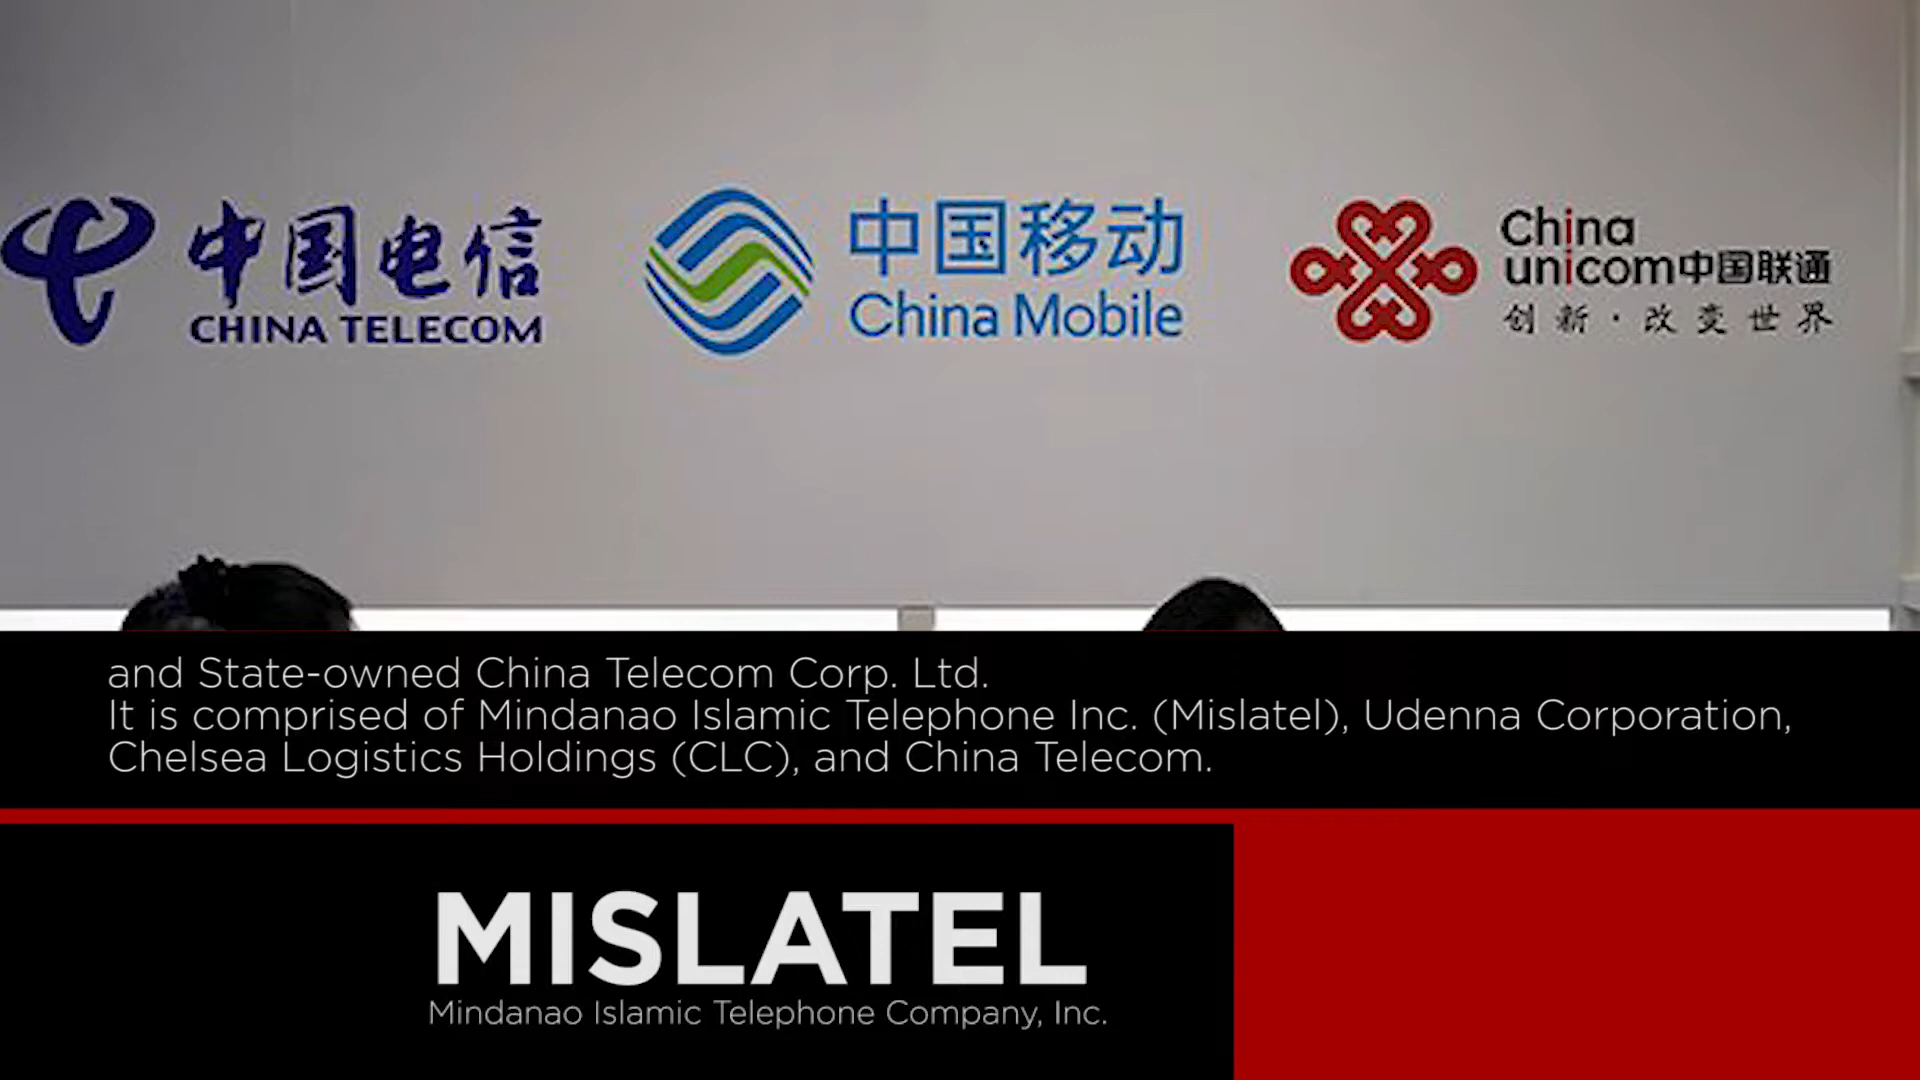 中国电信
CHINA TELECOM
中国移动
China Mobile
China
unicom中国联通
创新·改变世界
and State-owned China Telecom Corp. Ltd.
It is comprised of Mindanao Islamic Telephone Inc. (Mislatel), Udenna Corporation,
Chelsea Logistics Holdings (CLC), and China Telecom.
MISLATEL
Mindanao Islamic Telephone Company, Inc.